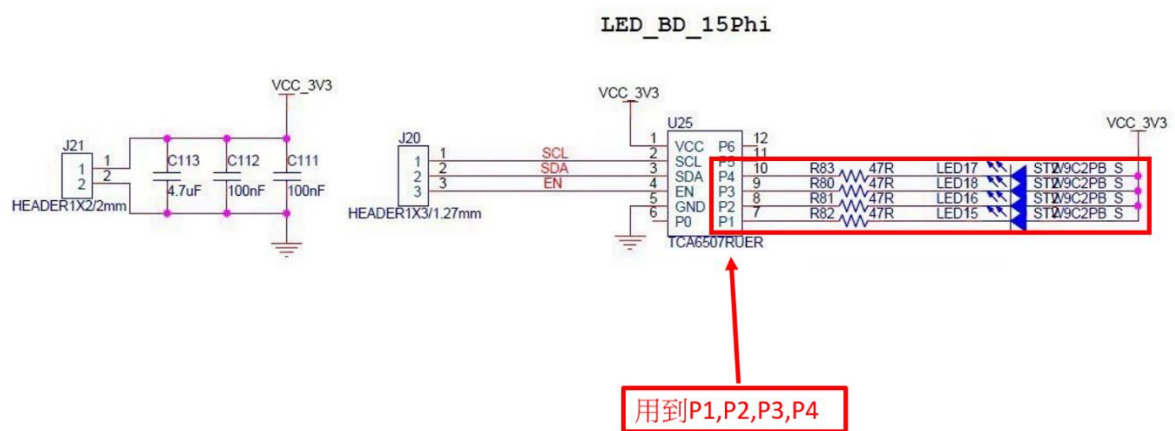 LED_BD_15Phi
VCC_3V3
J21
1
2
1
2
HEADER1X2/2mm
C113
4.7uF
C112
100nF
C111
100nF
J20
1
2
3
1
2
3
SCL
SDA
EN
HEADER1X3/1.27mm
VCC_3V3
U25
1 VCC P6 12
2 SCL P5 11
3 SDA P4 10
4 EN P3 9
5 GND P2 8
6 P0 P1 7
TCA6507RUER
VCC_3V3
R83 47R LED17
R80 47R LED18
R81 47R LED16
R82 47R LED15
用到P1,P2,P3,P4